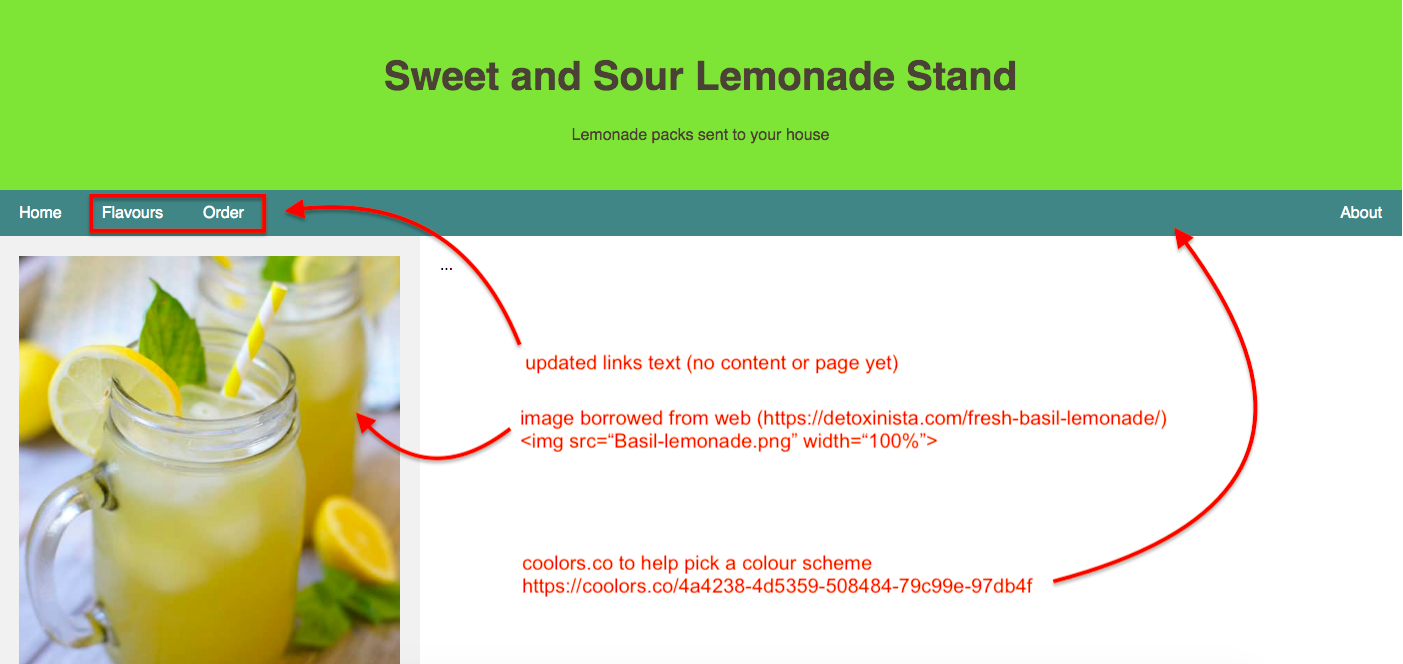 Sweet and Sour Lemonade Stand
Lemonade packs sent to your house
Home Flavours Order About
...
updated links text (no content or page yet)
image borrowed from web (https://detoxinista.com/fresh-basil-lemonade/)
<img src=“Basil-lemonade.png” width=“100%”>
coolors.co to help pick a colour scheme
https://coolors.co/4a4238-4d5359-508484-79c99e-97db4f